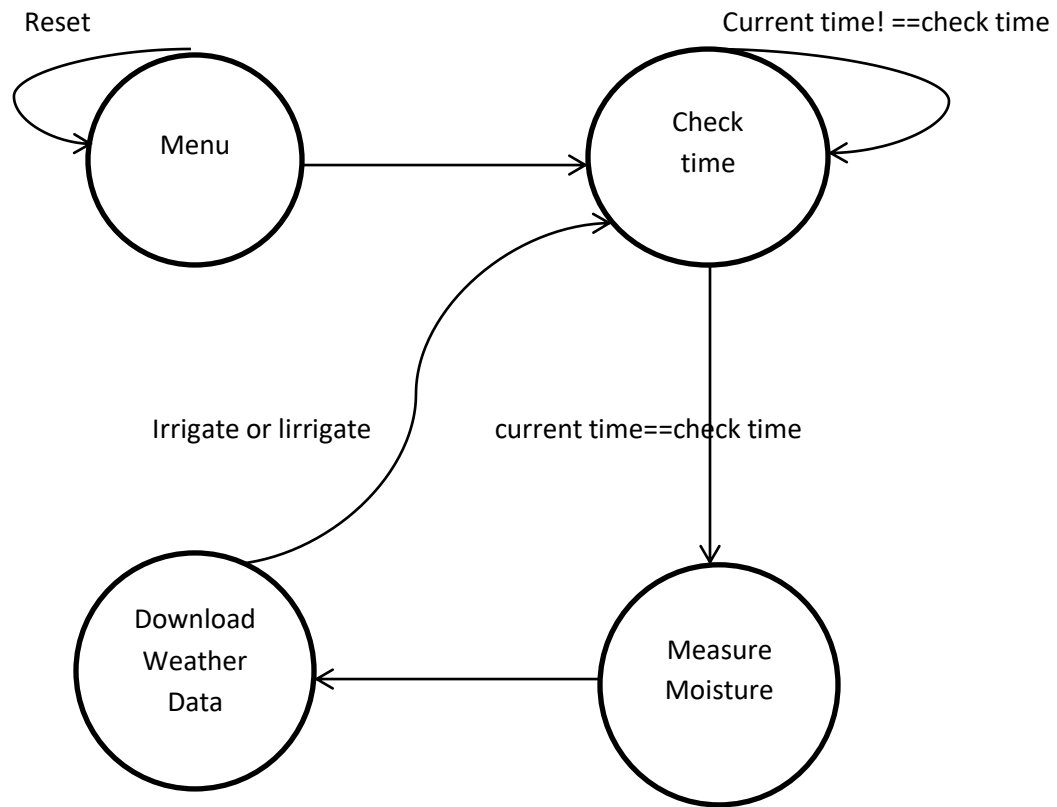 Reset
Current time! ==check time
Menu
Check
time
Irrigate or lirrigate
current time==check time
Download
Weather
Data
Measure
Moisture